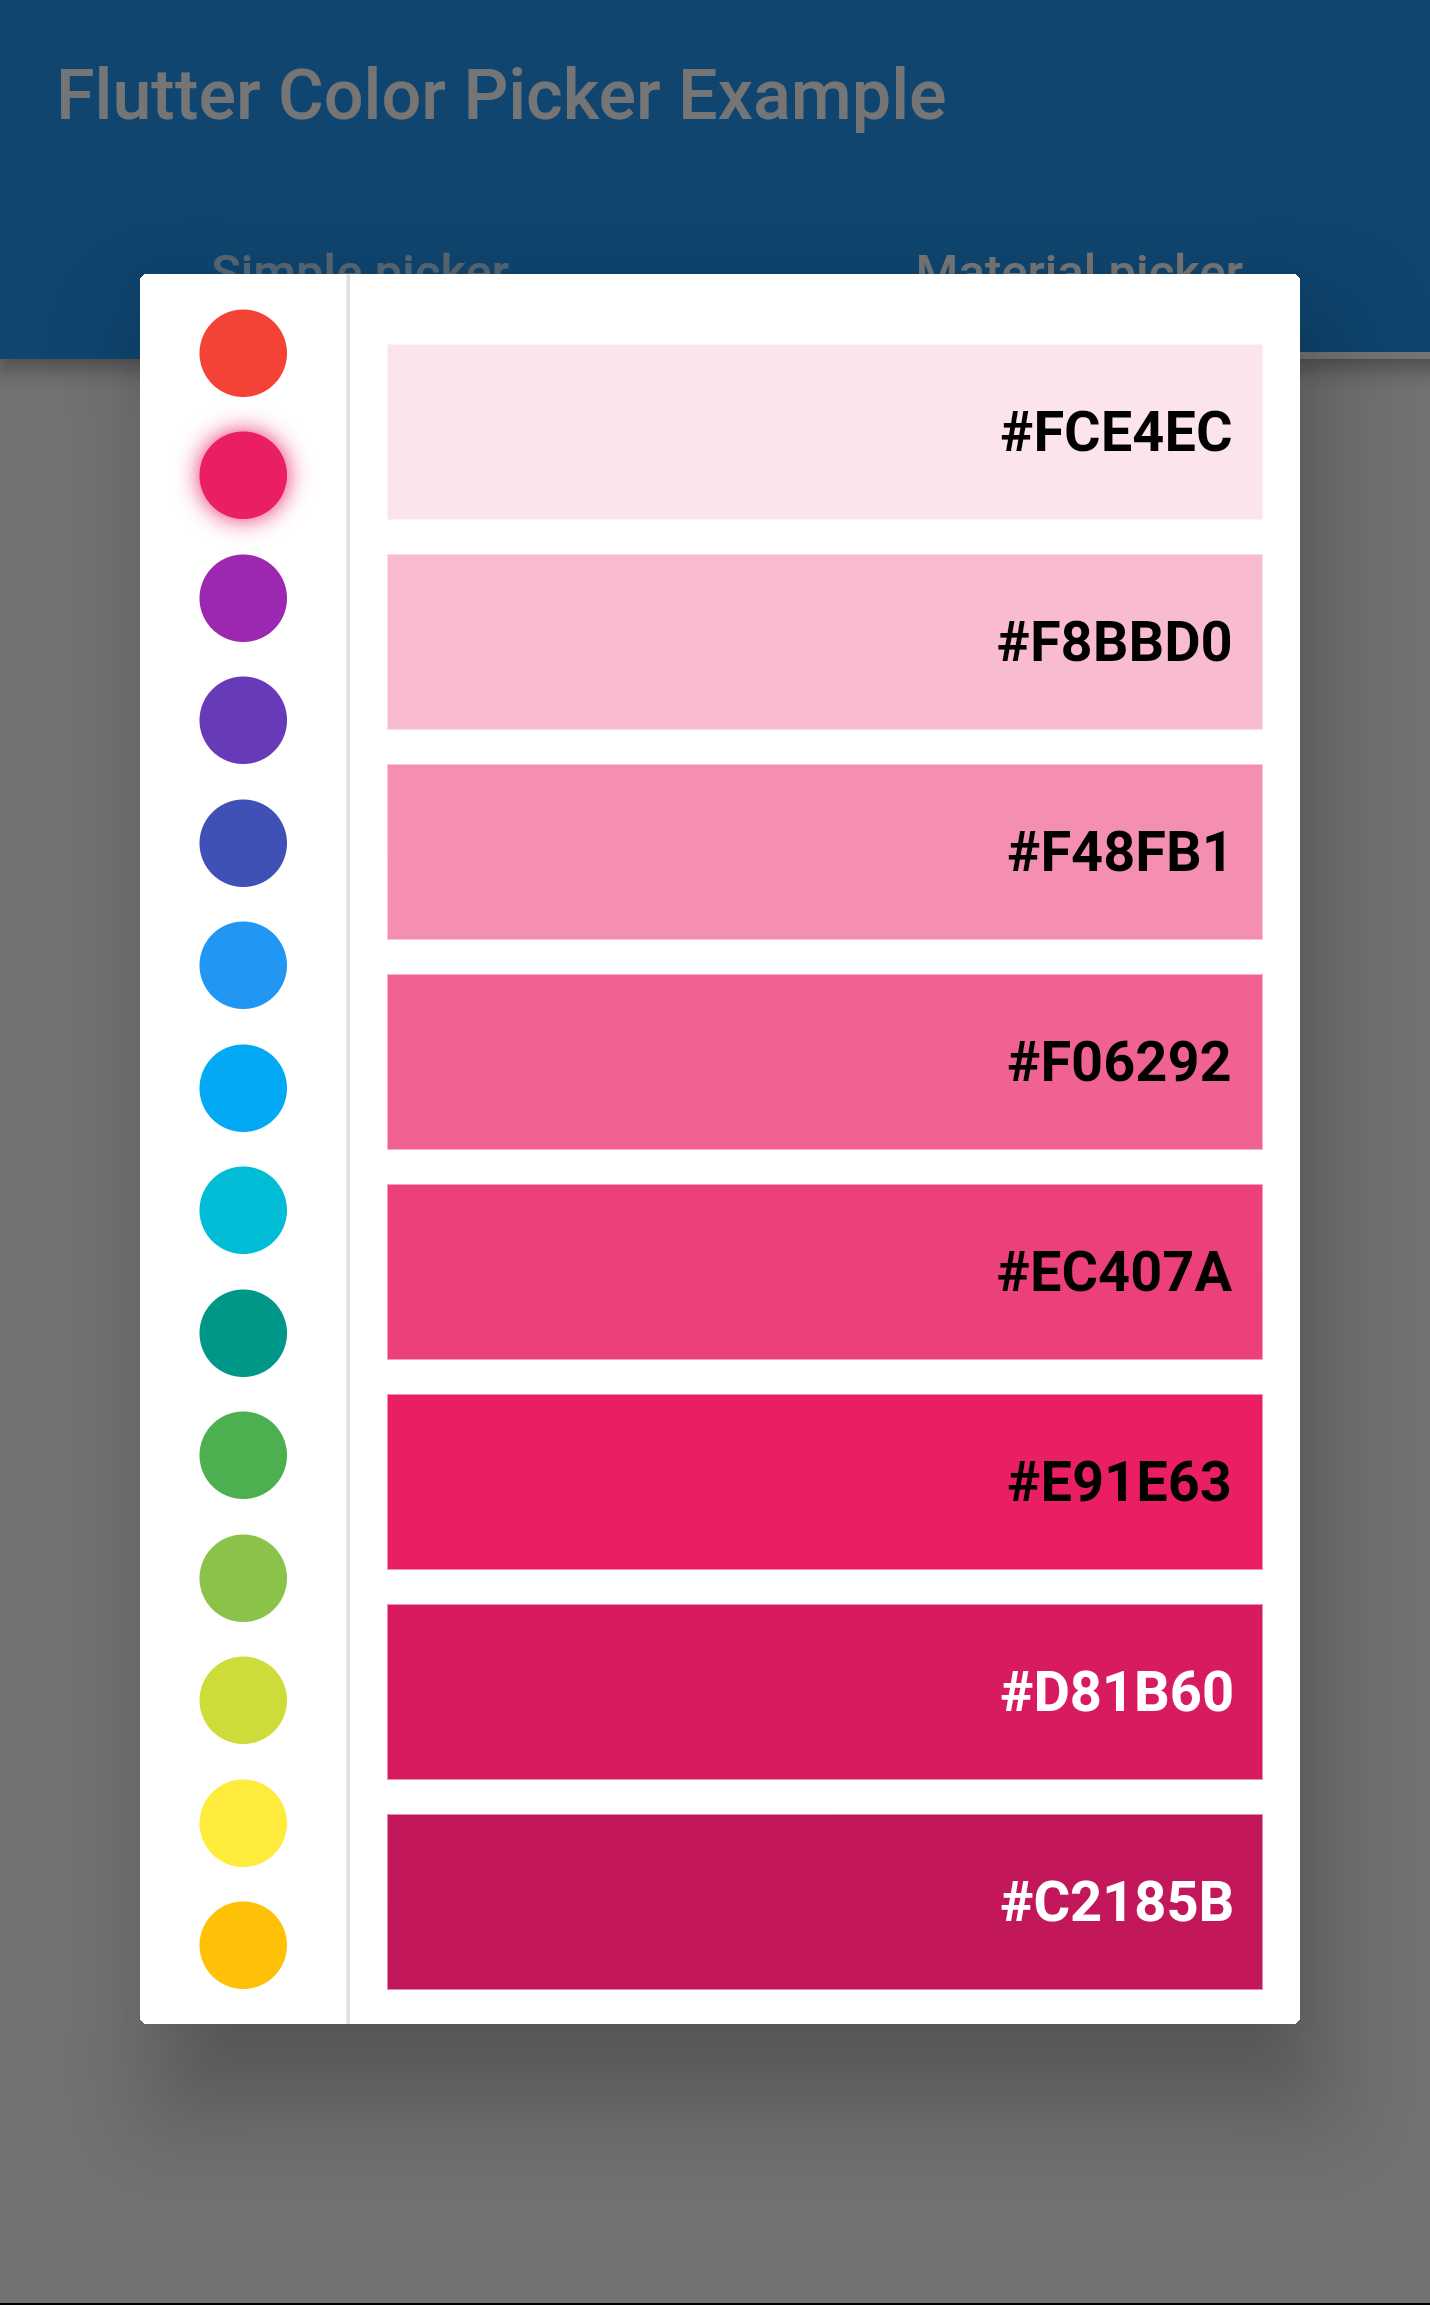 Flutter Color Picker Example
Simple picker
Material picker
#FCE4EC
#F8BBD0
#F48FB1
#F06292
#EC407A
#E91E63
#D81B60
#C2185B